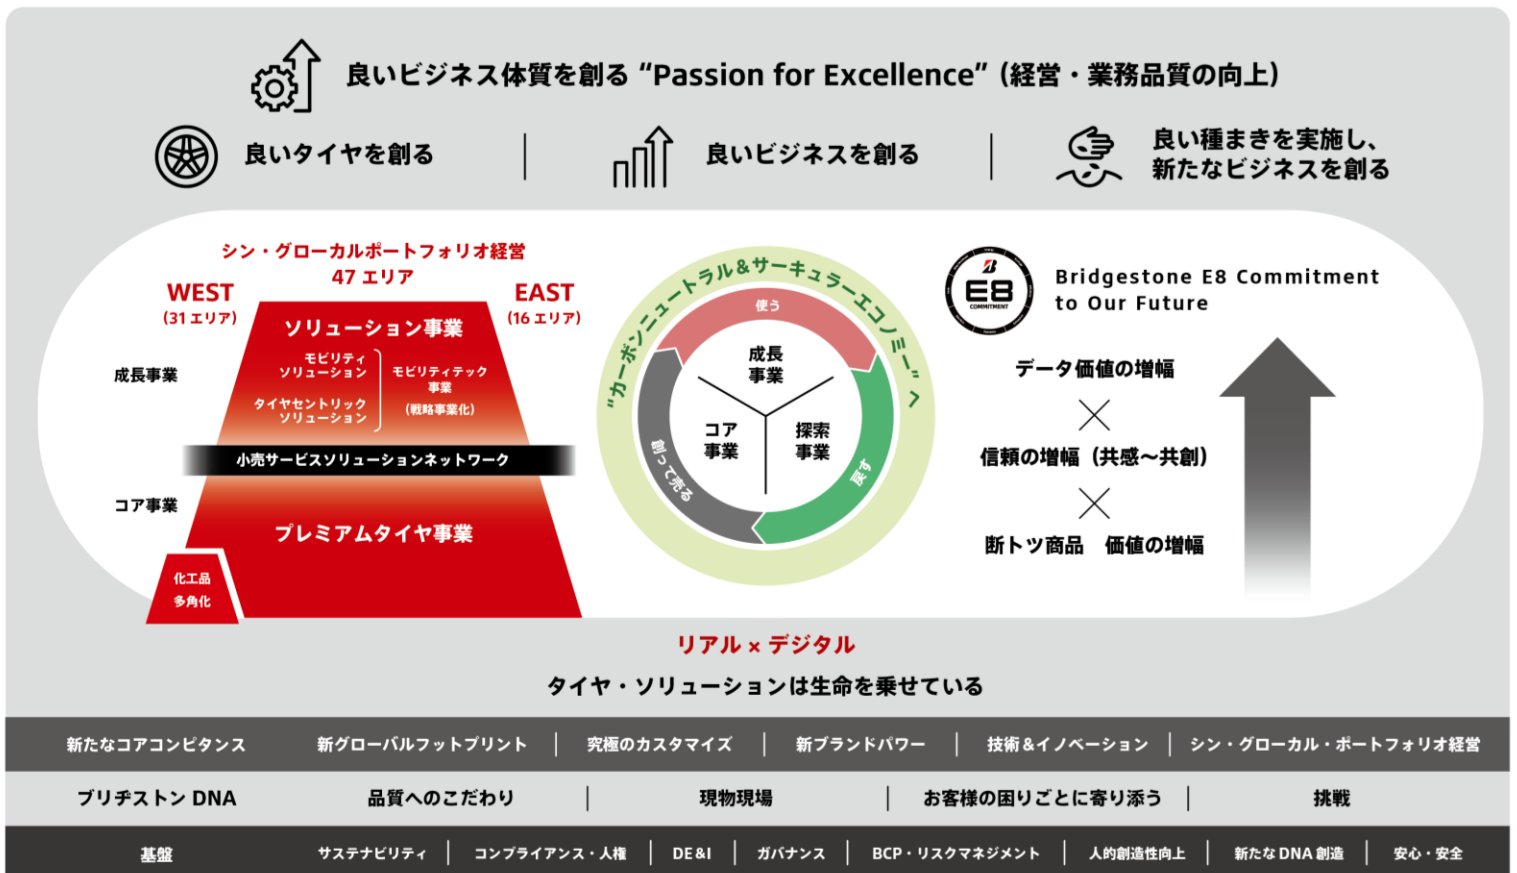 良いビジネス体質を創る “Passion for Excellence”（経営・業務品質の向上）
良いタイヤを創る
良いビジネスを創る
良い種まきを実施し、
新たなビジネスを創る
シン・グローカルポートフォリオ経営
47 エリア
WEST
(31 エリア)
EAST
(16 エリア)
成長事業
コア事業
ソリューション事業
モビリティ
ソリューション
タイヤセントリック
ソリューション
モビリティテック
事業
(戦略事業化)
小売サービスソリューションネットワーク
プレミアムタイヤ事業
化工品
多角化
“カーボンニュートラル&サーキュラーエコノミー” へ
使う
戻す
創って売る
成長
事業
コア
事業
探索
事業
E8
COMMITMENT
Bridgestone E8 Commitment
to Our Future
データ価値の増幅
×
信頼の増幅（共感～共創）
×
断トツ商品　価値の増幅
リアル × デジタル
タイヤ・ソリューションは生命を乗せている
新たなコアコンピタンス 新グローバルフットプリント | 究極のカスタマイズ | 新ブランドパワー | 技術＆イノベーション | シン・グローカル・ポートフォリオ経営
ブリヂストン DNA 品質へのこだわり | 現物現場 | お客様の困りごとに寄り添う | 挑戦
基盤 サステナビリティ | コンプライアンス・人権 | DE&I | ガバナンス | BCP・リスクマネジメント | 人的創造性向上 | 新たな DNA 創造 | 安心・安全